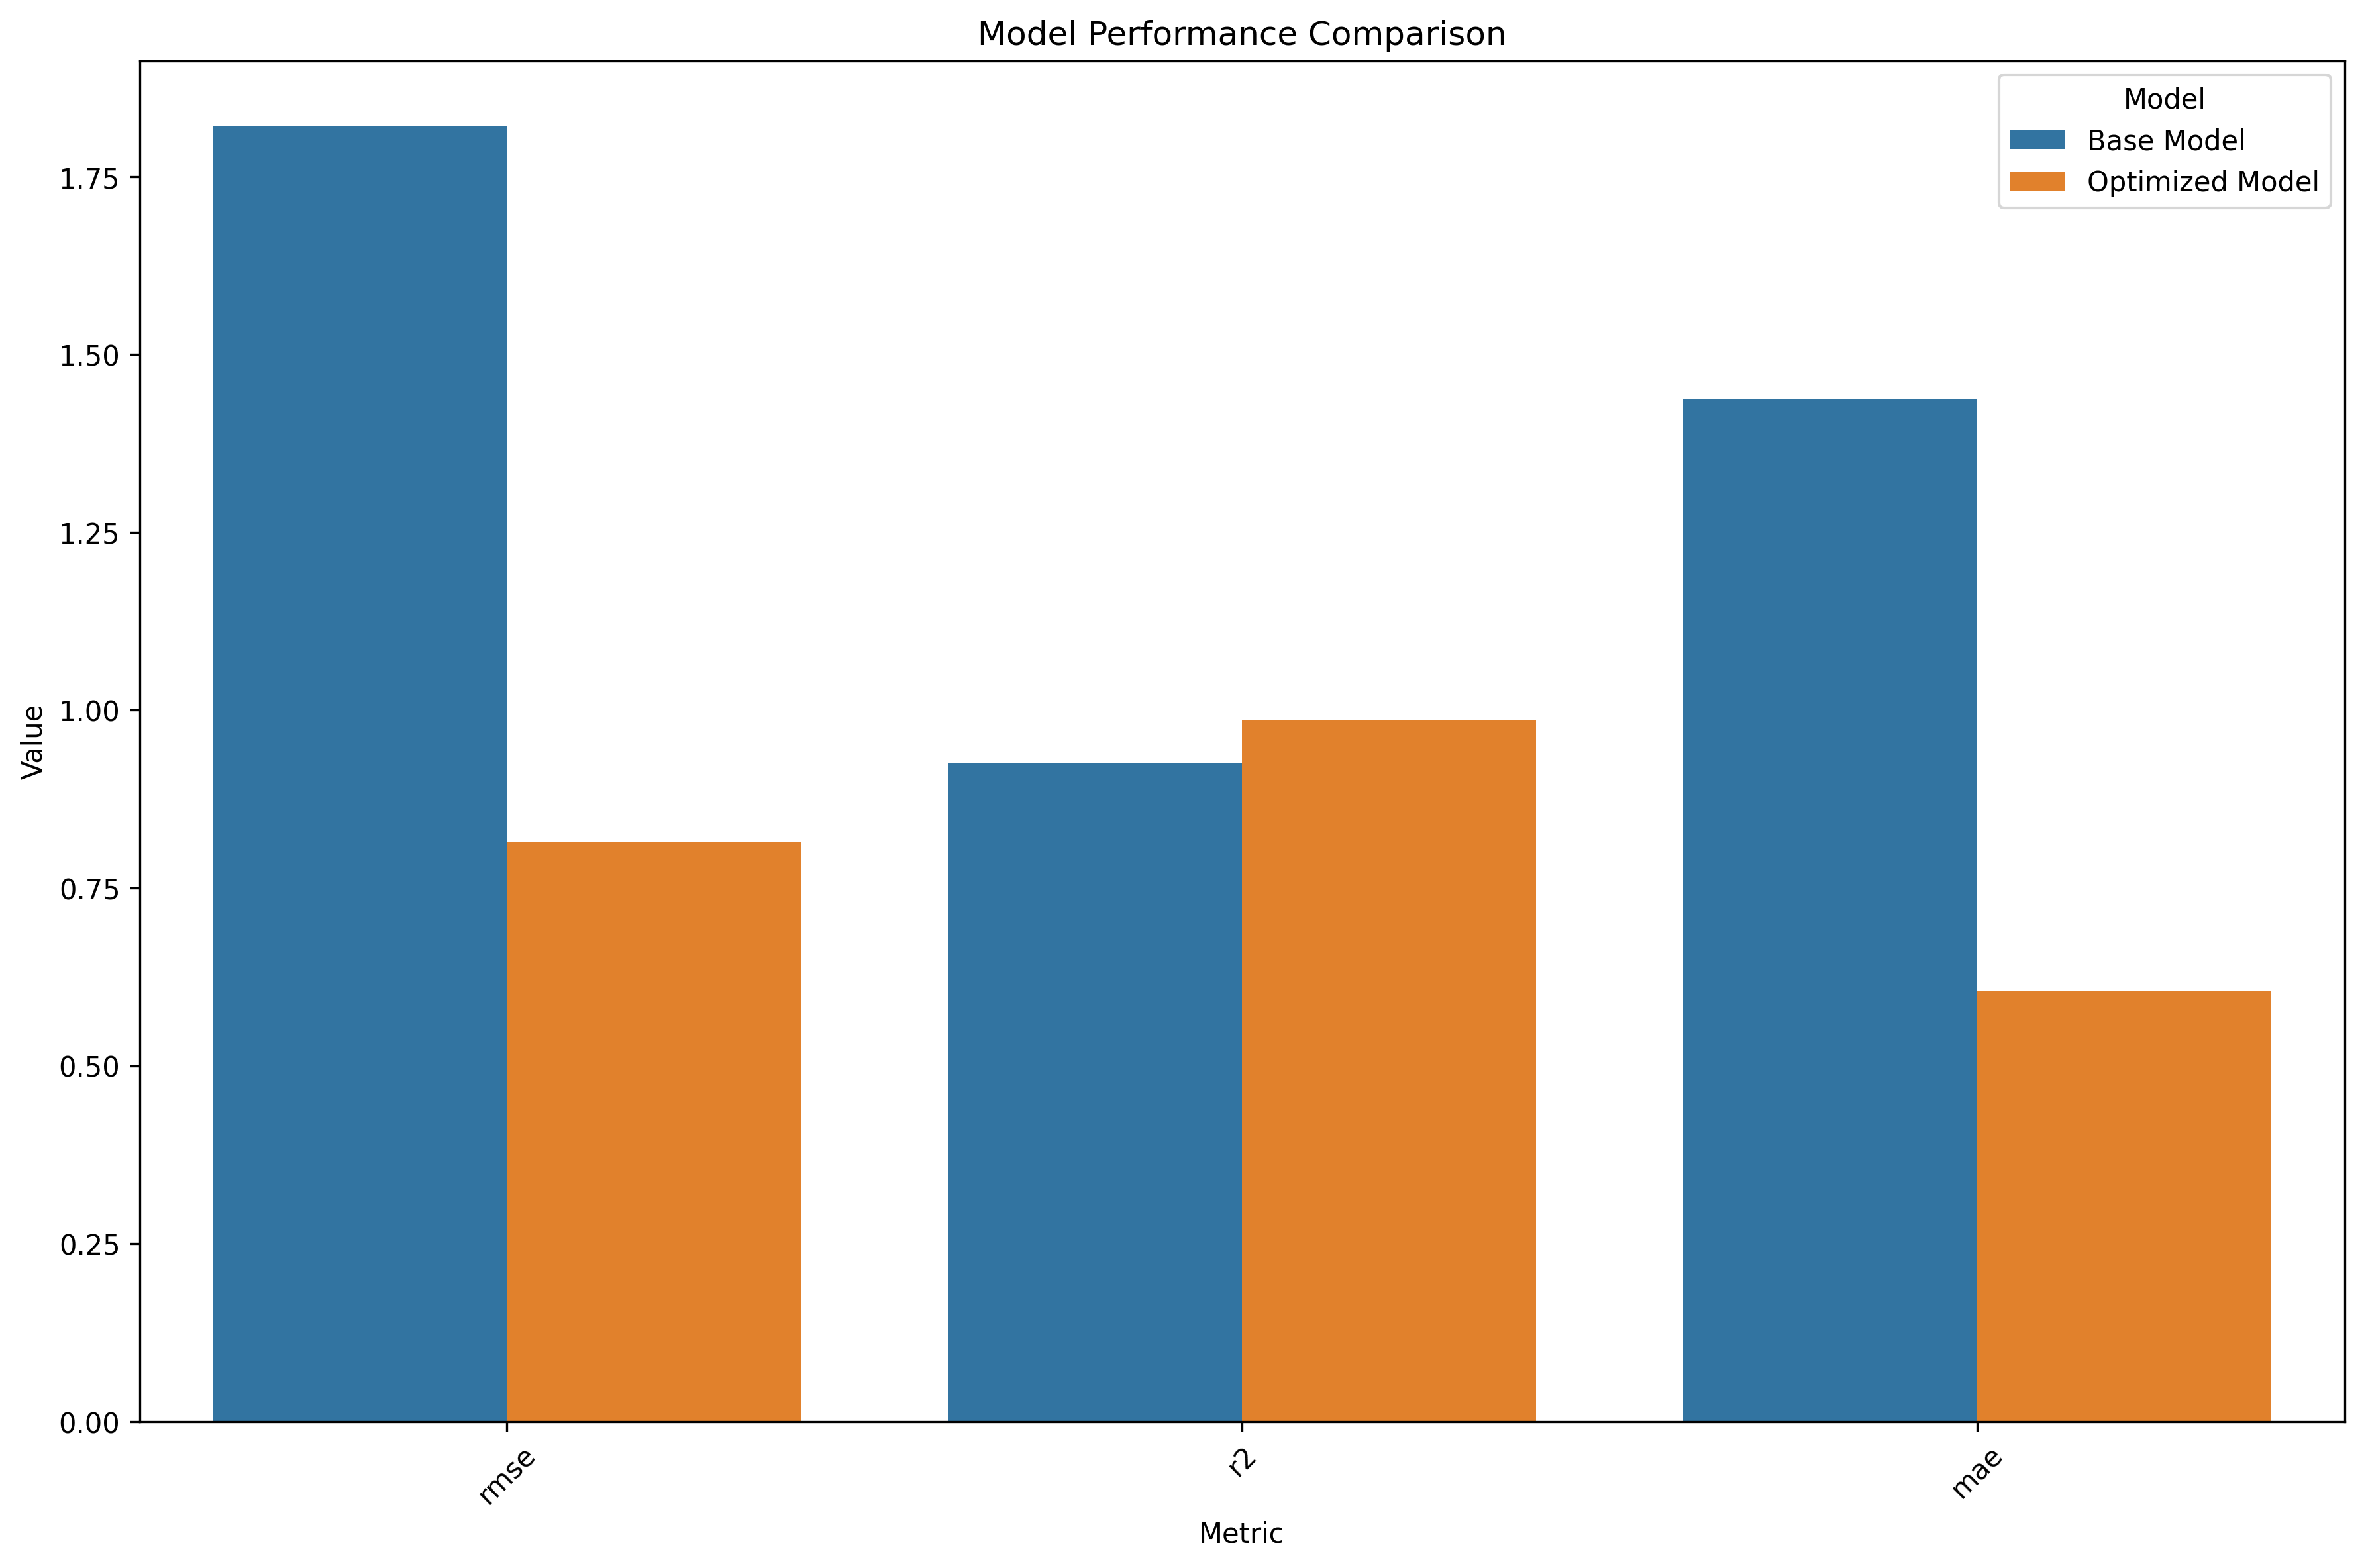 Model Performance Comparison
Model
Base Model
Optimized Model
Value
1.75
1.50
1.25
1.00
0.75
0.50
0.25
0.00
rmse
r2
mae
Metric